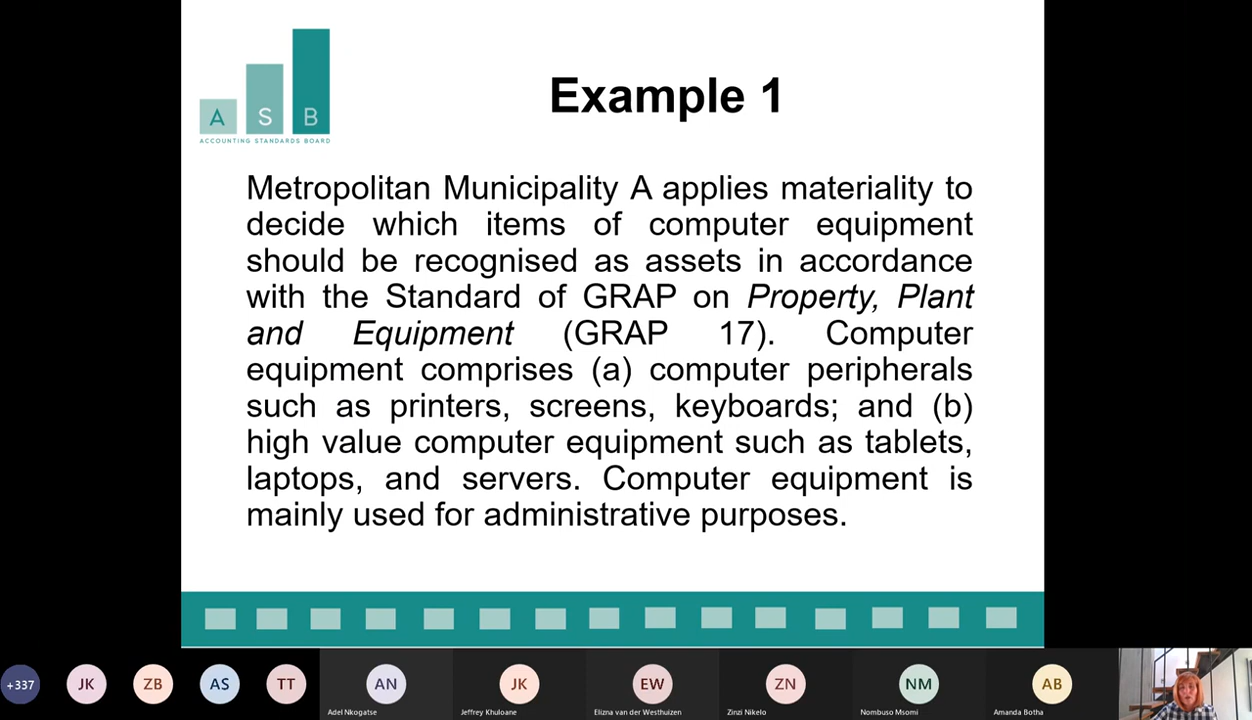 A S B
ACCOUNTING STANDARDS BOARD
Example 1
Metropolitan Municipality A applies materiality to
decide which items of computer equipment
should be recognised as assets in accordance
with the Standard of GRAP on Property, Plant
and Equipment (GRAP 17). Computer
equipment comprises (a) computer peripherals
such as printers, screens, keyboards; and (b)
high value computer equipment such as tablets,
laptops, and servers. Computer equipment is
mainly used for administrative purposes.
+337 JK ZB AS TT AN JK EW ZN NM AB
Adel Nkogatse Jeffrey Khuloane Elizna van der Westhuizen Zinzi Nikelo Nombuso Msomi Amanda Botha